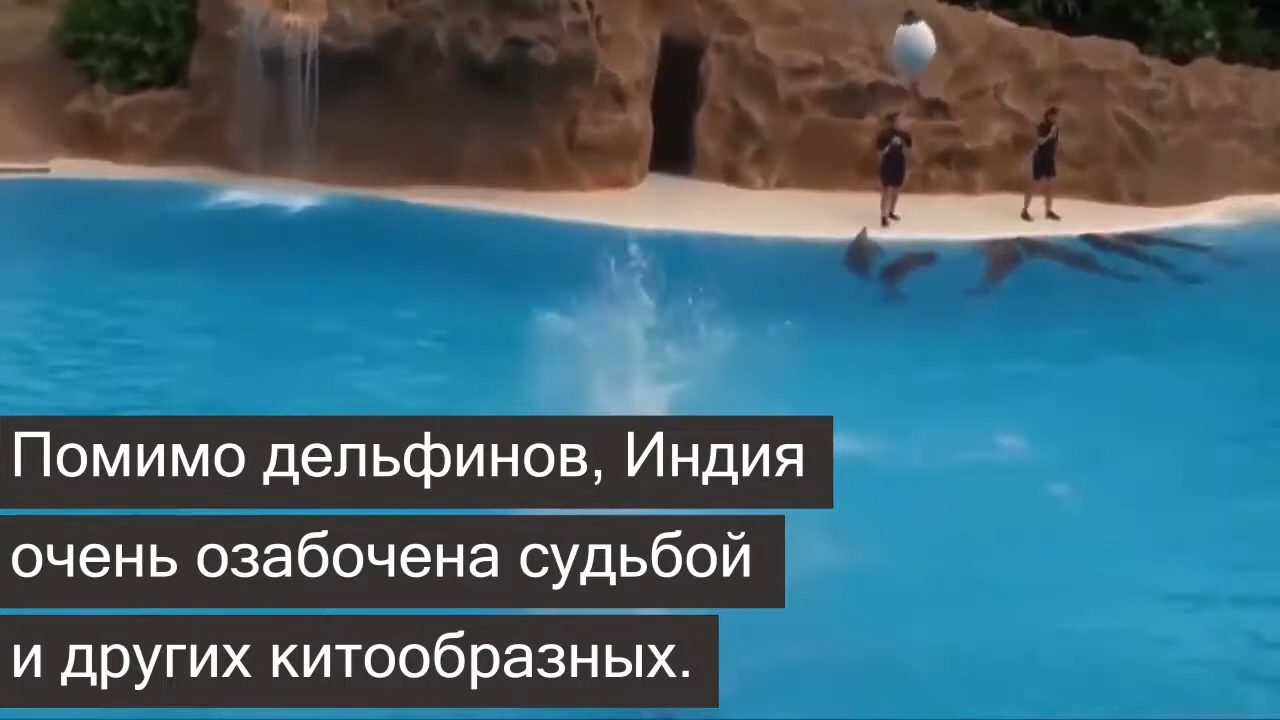 Помимо дельфинов, Индия
очень озабочена судьбой
и других китообразных.